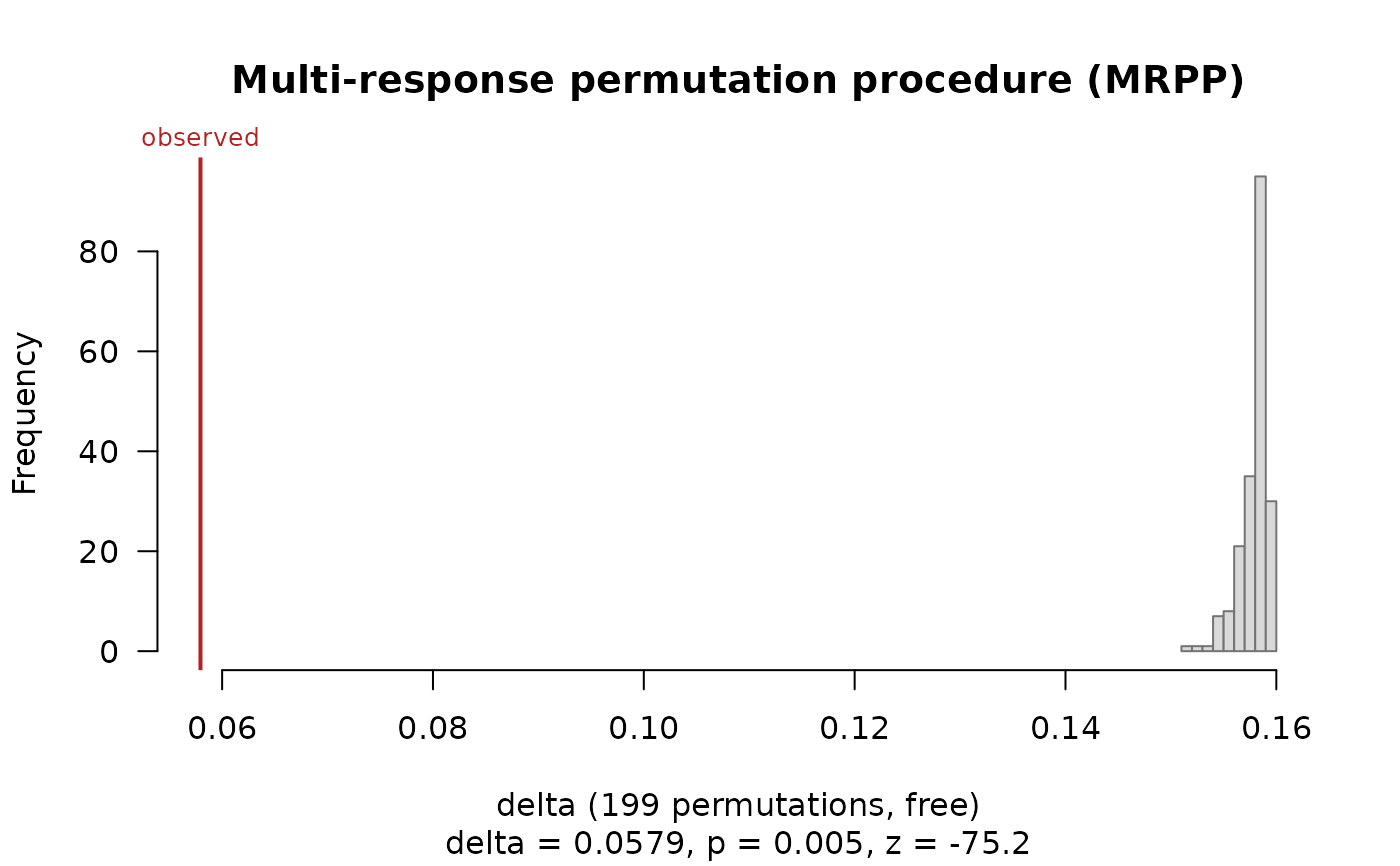 Multi-response permutation procedure (MRPP)
observed
Frequency
80
60
40
20
0
0.06 0.08 0.10 0.12 0.14 0.16
delta (199 permutations, free)
delta = 0.0579, p = 0.005, z = -75.2